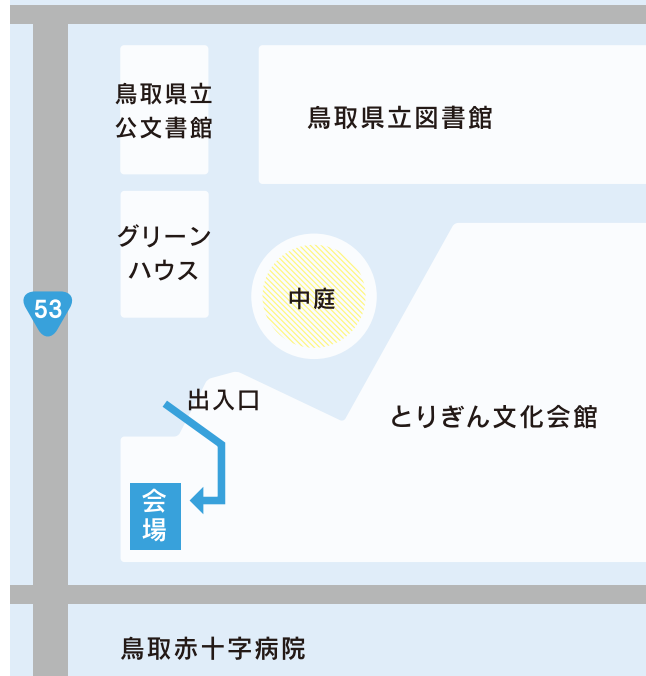 鳥取県立
公文書館
鳥取県立図書館
グリーン
ハウス
中庭
53
出入口
とりぎん文化会館
会
場
鳥取赤十字病院